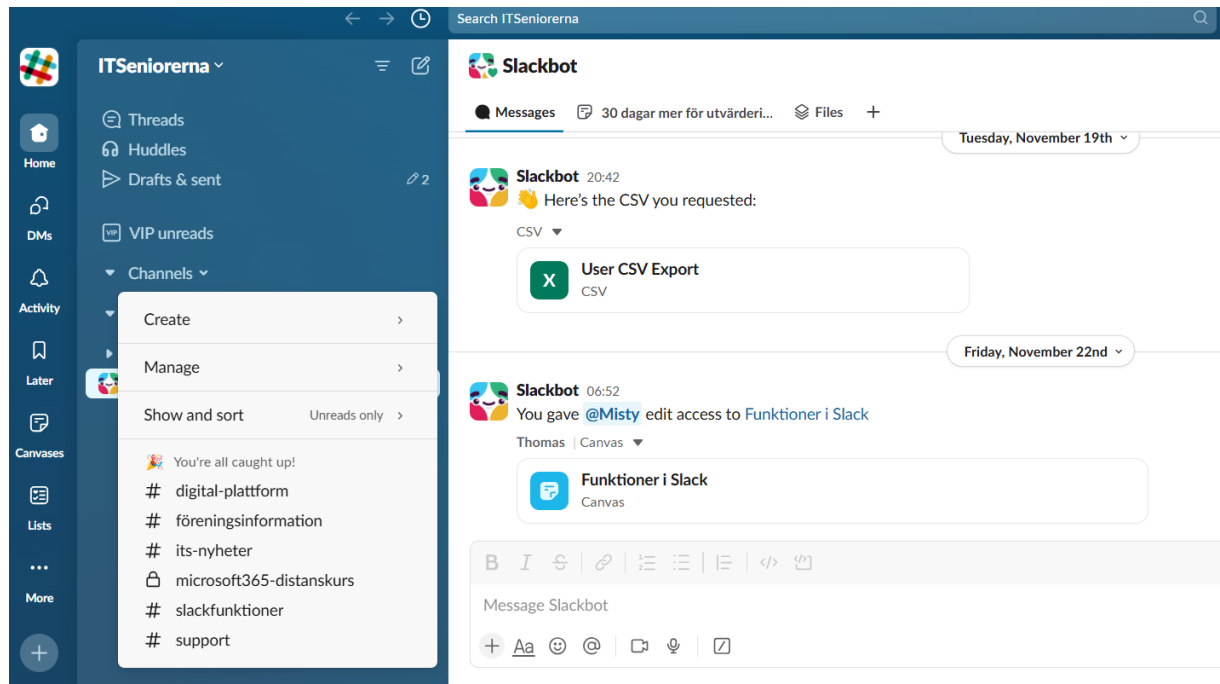 Search ITSeniorerna
ITSeniorerna
Home
DMs
Activity
Later
Canvases
Lists
More
Threads
Huddles
Drafts & sent 2
VIP VIP unreads
Channels
Create
Manage
Show and sort Unreads only
You're all caught up!
# digital-plattform
# föreningsinformation
# its-nyheter
microsoft365-distanskurs
# slackfunktioner
# support
Slackbot
Messages 30 dagar mer för utvärderi... Files +
Tuesday, November 19th
Slackbot 20:42
👋 Here's the CSV you requested:
CSV
X User CSV Export
CSV
Friday, November 22nd
Slackbot 06:52
You gave @Misty edit access to Funktioner i Slack
Thomas | Canvas
Funktioner i Slack
Canvas
B I S
Message Slackbot
+ Aa @